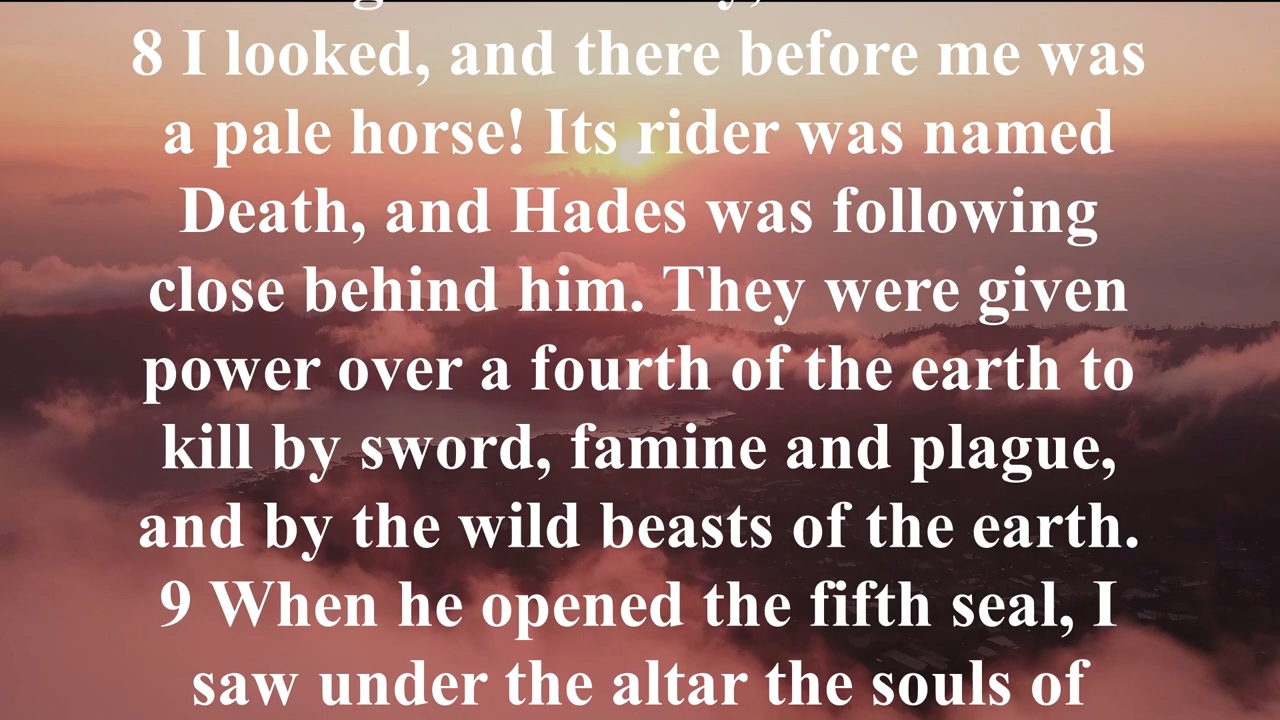 8 I looked, and there before me was
a pale horse! Its rider was named
Death, and Hades was following
close behind him. They were given
power over a fourth of the earth to
kill by sword, famine and plague,
and by the wild beasts of the earth.
9 When he opened the fifth seal, I
saw under the altar the souls of